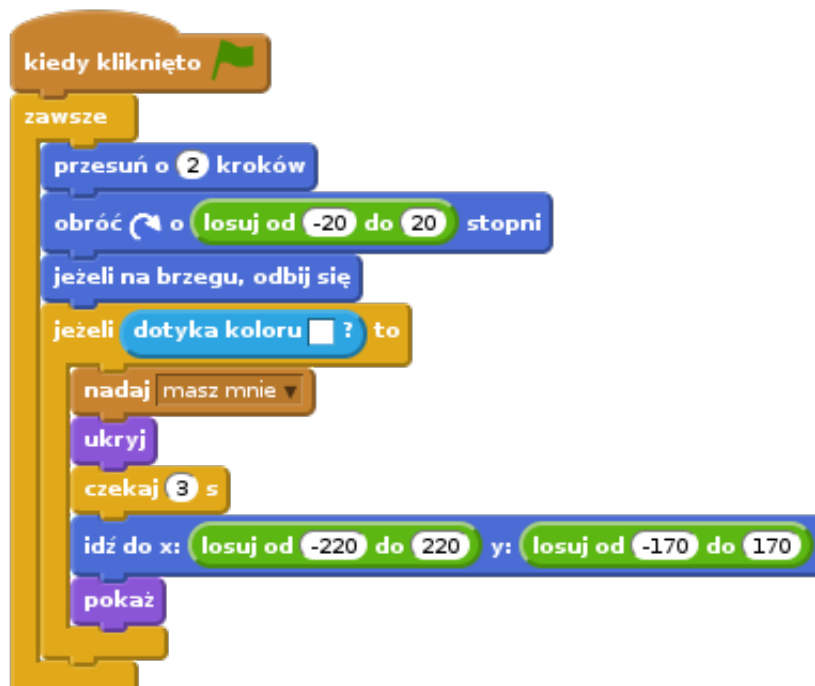 kiedy kliknięto
zawsze
przesuń o 2 kroków
obróć o losuj od -20 do 20 stopni
jeżeli na brzegu, odbij się
jeżeli dotyka koloru ? to
nadaj masz mnie
ukryj
czekaj 3 s
idź do x: losuj od -220 do 220 y: losuj od -170 do 170
pokaż